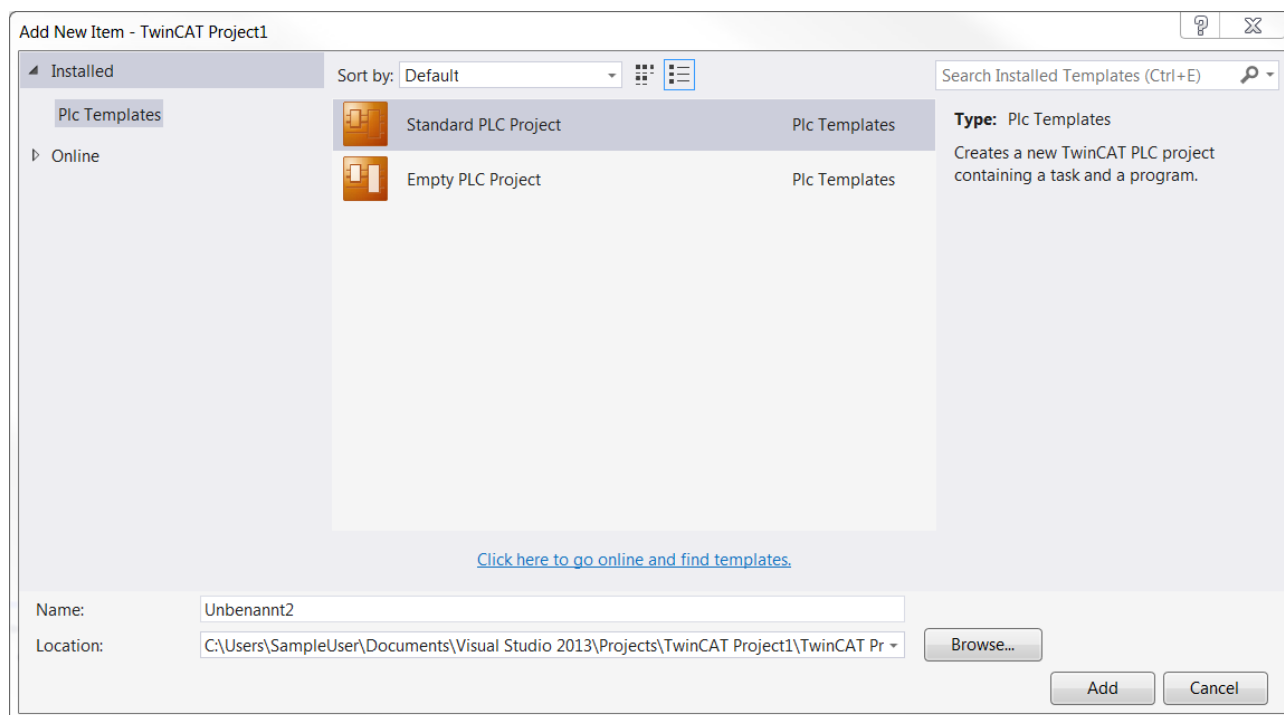 Add New Item - TwinCAT Project1
Installed
Plc Templates
Online
Sort by: Default
Search Installed Templates (Ctrl+E)
Standard PLC Project Plc Templates
Empty PLC Project Plc Templates
Type: Plc Templates
Creates a new TwinCAT PLC project
containing a task and a program.
Click here to go online and find templates.
Name: Unbenannt2
Location: C:\Users\SampleUser\Documents\Visual Studio 2013\Projects\TwinCAT Project1\TwinCAT Pr
Browse...
Add Cancel